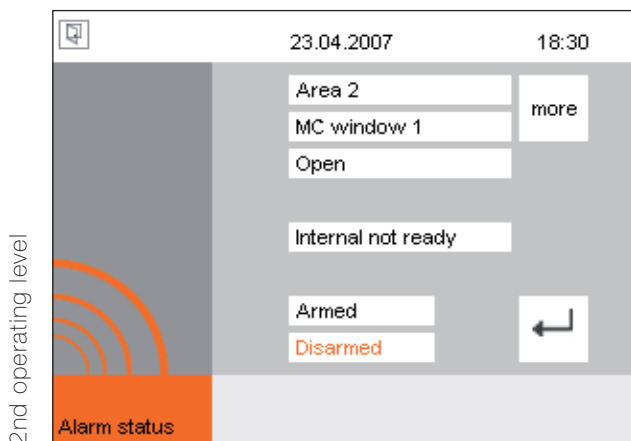 23.04.2007 18:30
Area 2
more
MC window 1
Open
Internal not ready
Armed
Disarmed
Alarm status
2nd operating level